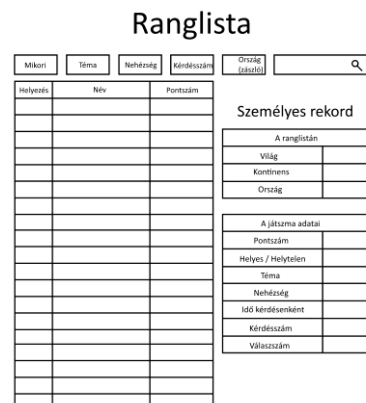 Ranglista
Mikori
Téma
Nehézség
Kérdésszám
Ország
(zászló)
Helyezés Név Pontszám
Személyes rekord
A ranglistán
Világ
Kontinens
Ország
A játszma adatai
Pontszám
Helyes / Helytelen
Téma
Nehézség
Idő kérdésenként
Kérdésszám
Válaszszám